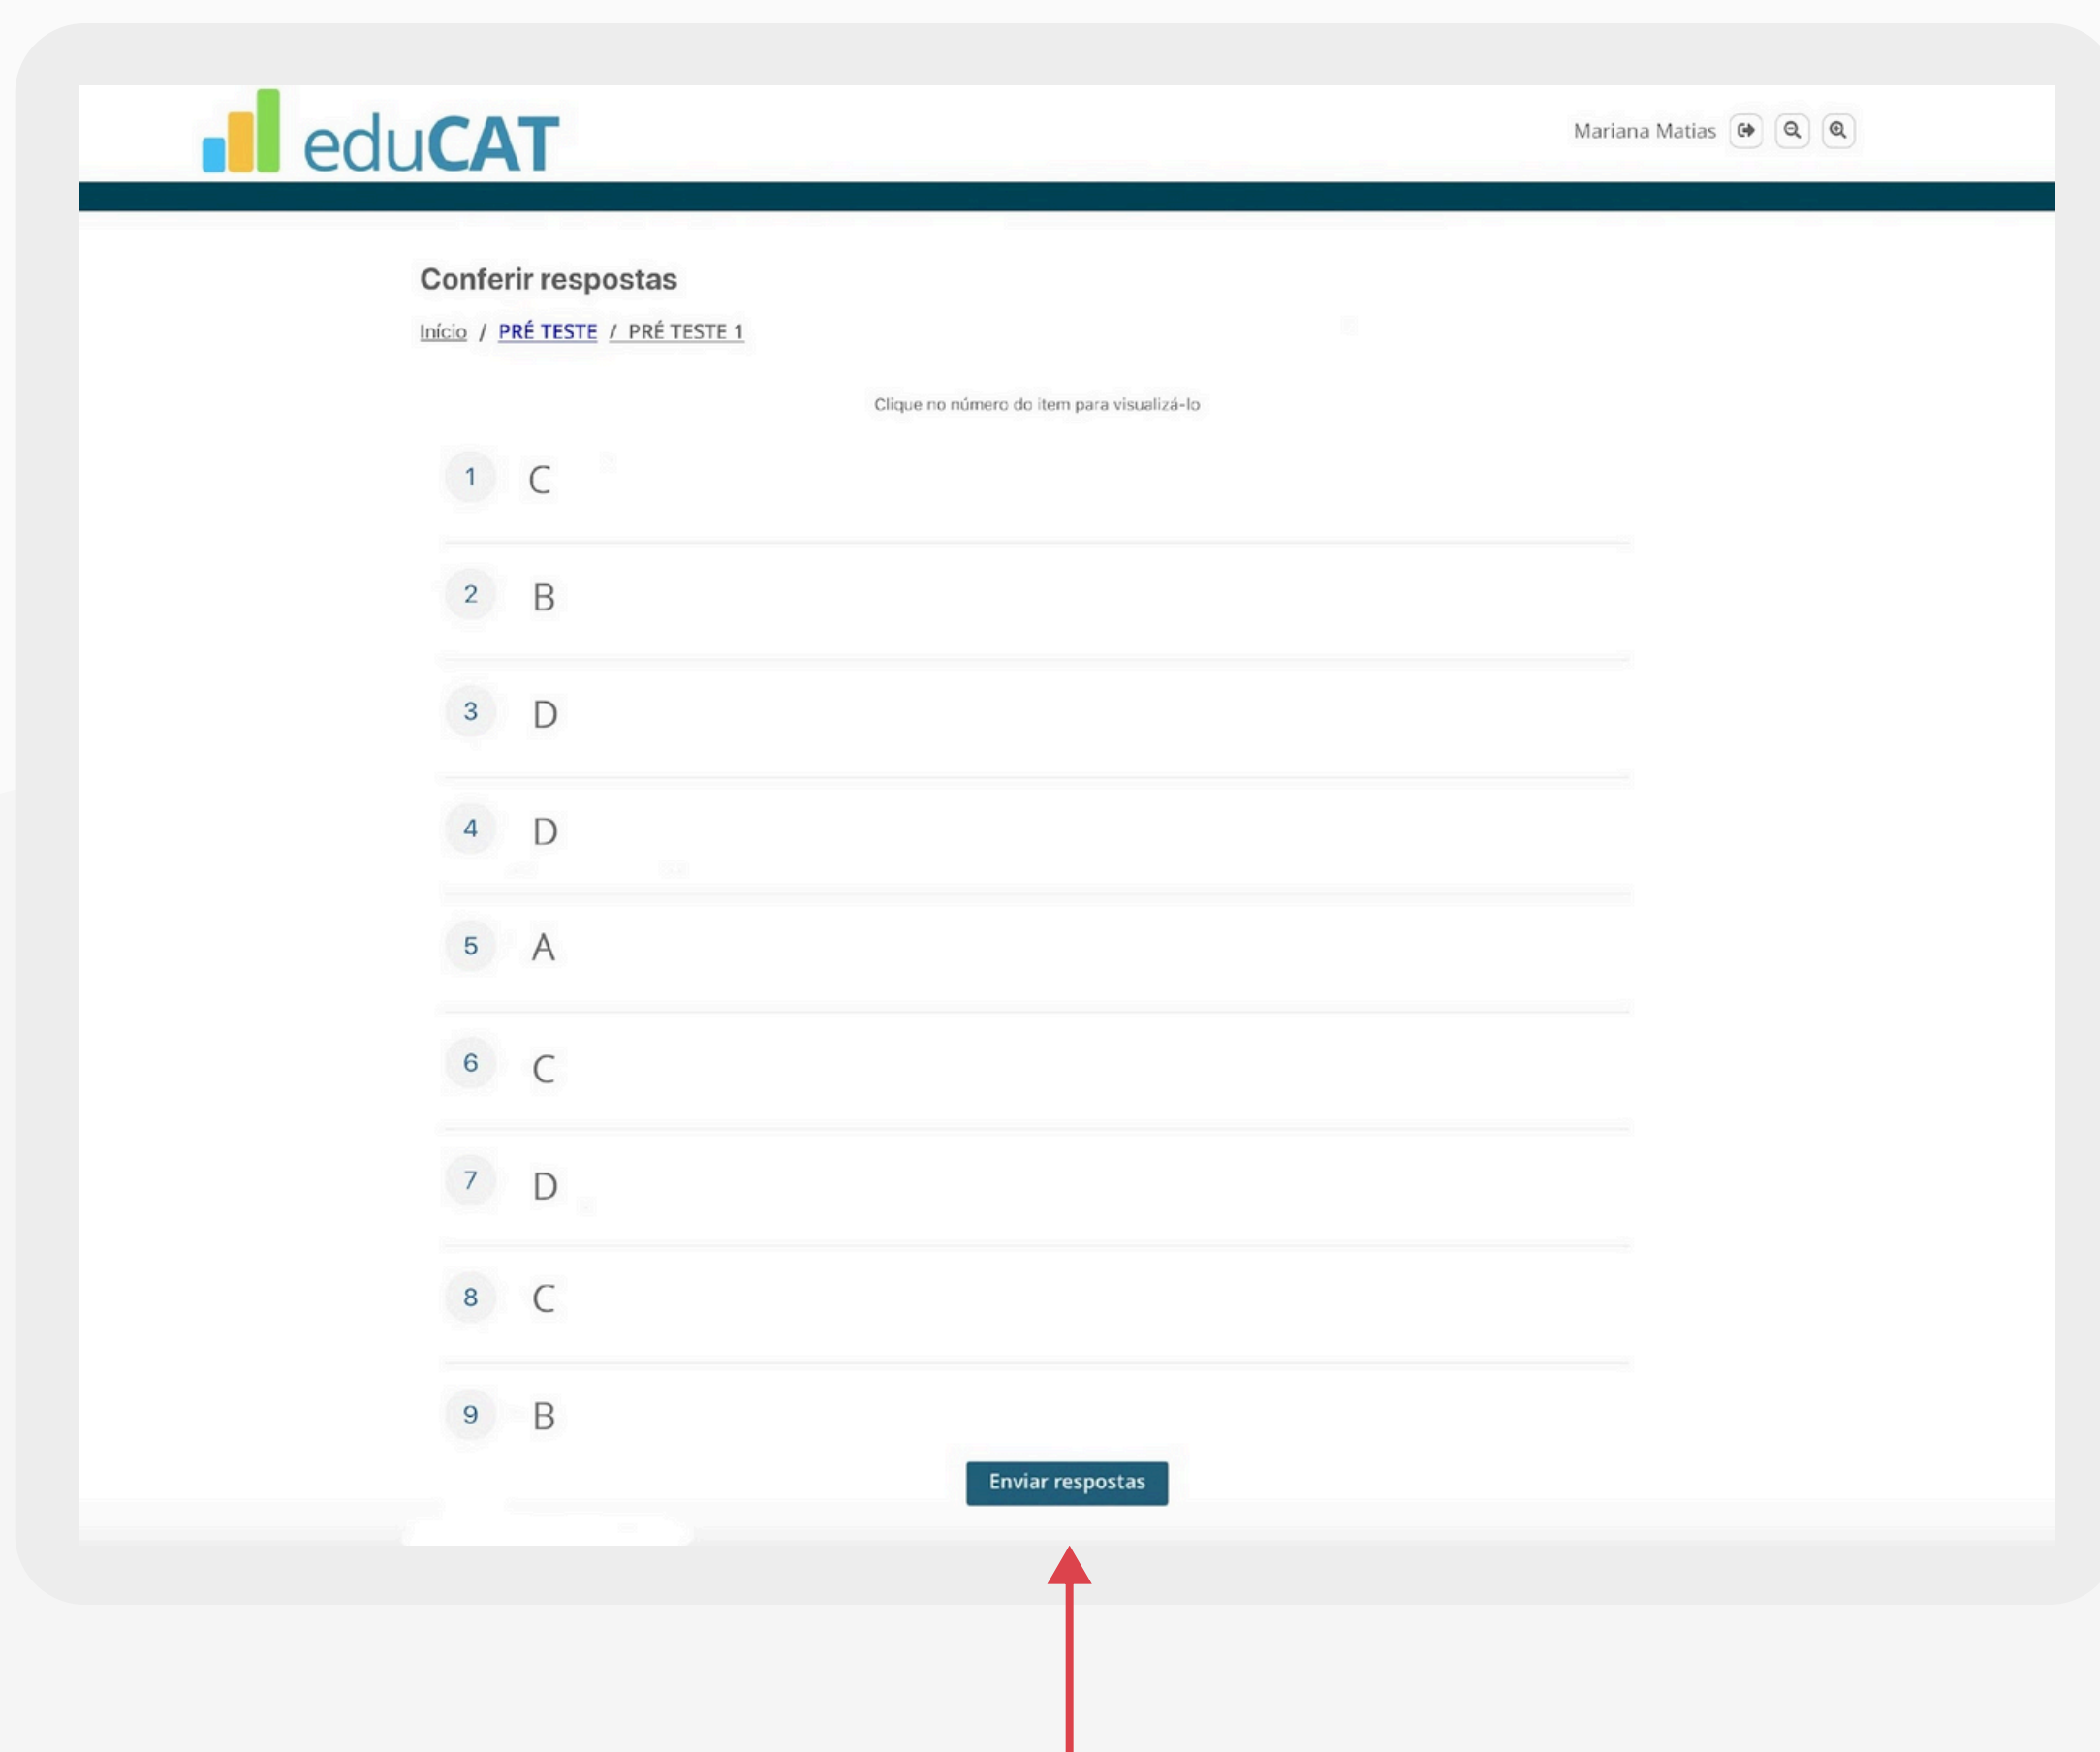 eduCAT
Mariana Matias
Conferir respostas
Início / PRÉ TESTE / PRÉ TESTE 1
Clique no número do item para visualizá-lo
1 C
2 B
3 D
4 D
5 A
6 C
7 D
8 C
9 B
Enviar respostas